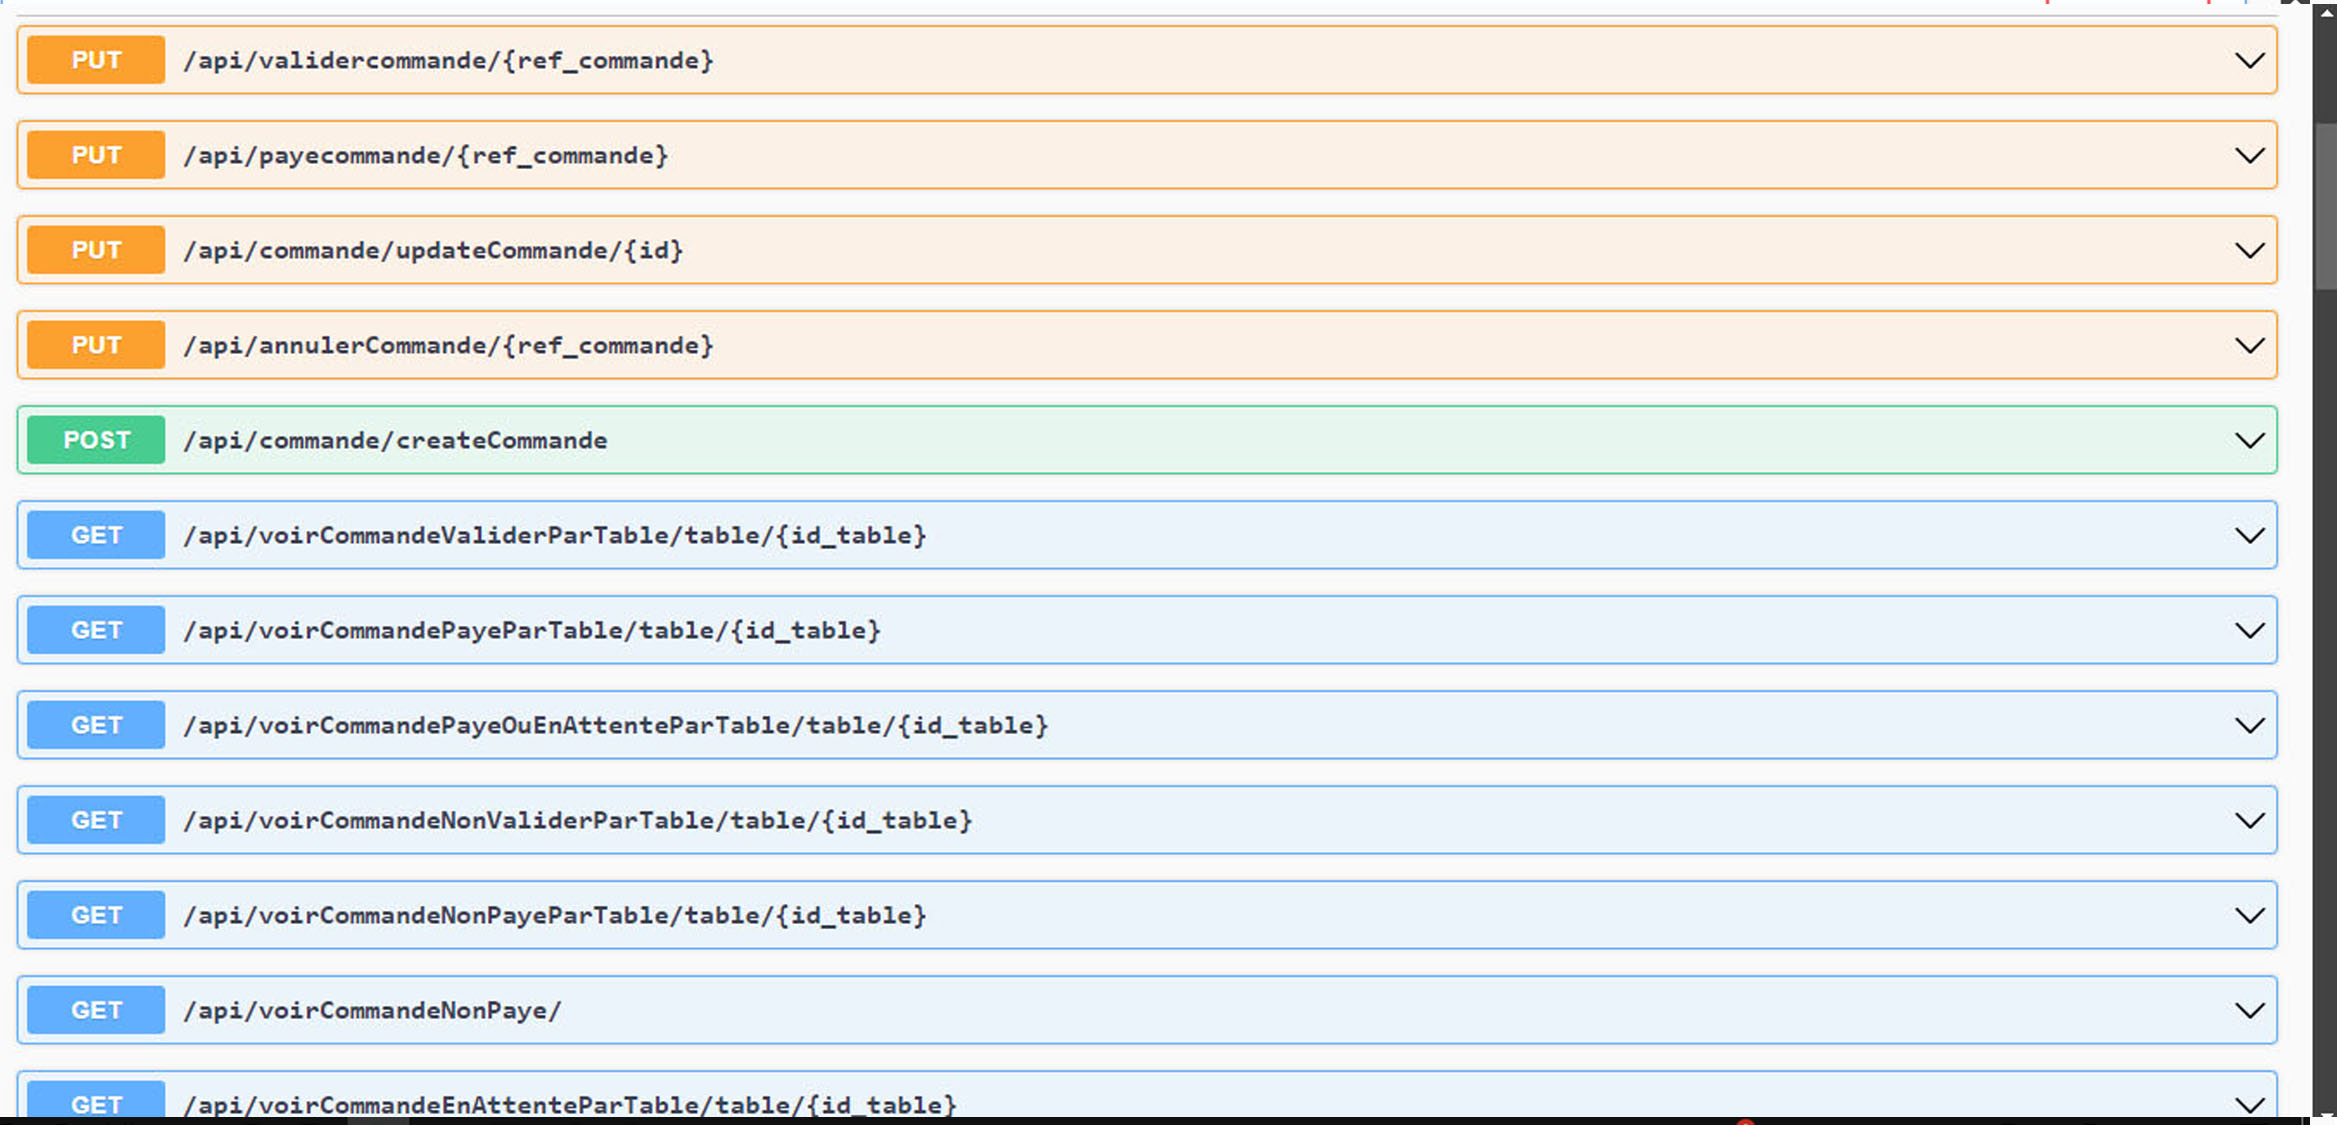 PUT /api/validercommande/{ref_commande}
PUT /api/payecommande/{ref_commande}
PUT /api/commande/updateCommande/{id}
PUT /api/annulerCommande/{ref_commande}
POST /api/commande/createCommande
GET /api/voirCommandeValiderParTable/table/{id_table}
GET /api/voirCommandePayeParTable/table/{id_table}
GET /api/voirCommandePayeOuEnAttenteParTable/table/{id_table}
GET /api/voirCommandeNonValiderParTable/table/{id_table}
GET /api/voirCommandeNonPayeParTable/table/{id_table}
GET /api/voirCommandeNonPaye/
GET /api/voirCommandeEnAttenteParTable/table/{id_table}